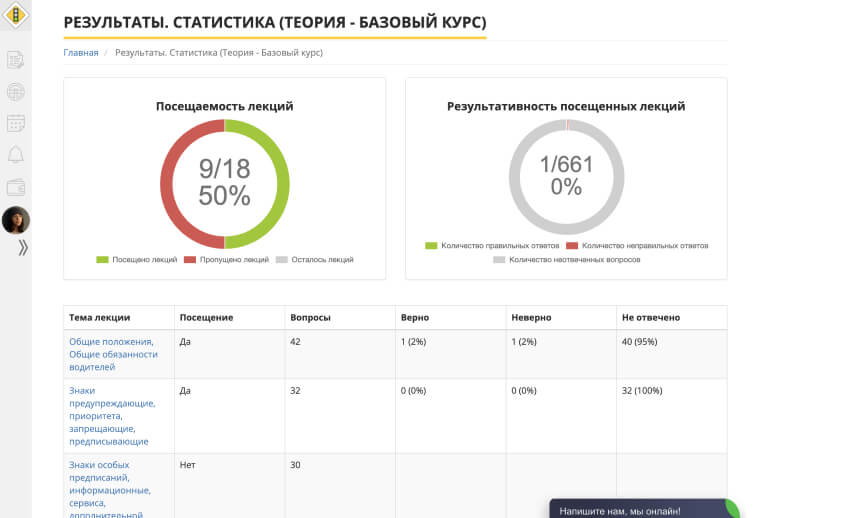 РЕЗУЛЬТАТЫ. СТАТИСТИКА (ТЕОРИЯ - БАЗОВЫЙ КУРС)
Главная / Результаты. Статистика (Теория - Базовый курс)
Посещаемость лекций
9/18
50%
Посещено лекций Пропущено лекций Осталось лекций
Результативность посещенных лекций
1/661
0%
Количество правильных ответов Количество неправильных ответов
Количество неотвеченных вопросов
Тема лекции Посещение Вопросы Верно Неверно Не отвечено
Общие положения, Да 42 1 (2%) 1 (2%) 40 (95%)
Общие обязанности
водителей
Знаки Да 32 0 (0%) 0 (0%) 32 (100%)
предупреждающие,
приоритета,
запрещающие,
предписывающие
Знаки особых Нет 30
предписаний,
информационные,
сервиса,
дополнительной
Напишите нам, мы онлайн!